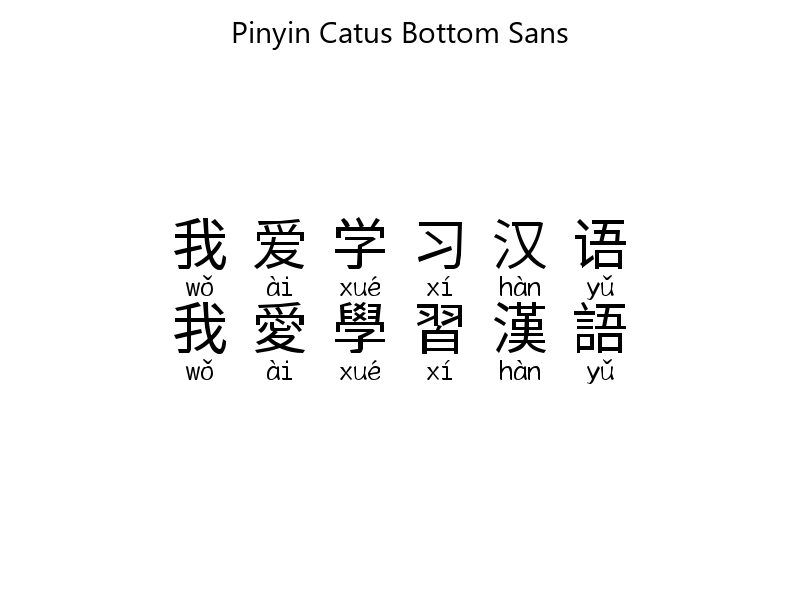 Pinyin Catus Bottom Sans
我 爱 学 习 汉 语
wǒ ài xué xí hàn yǔ
我 愛 學 習 漢 語
wǒ ài xué xí hàn yǔ